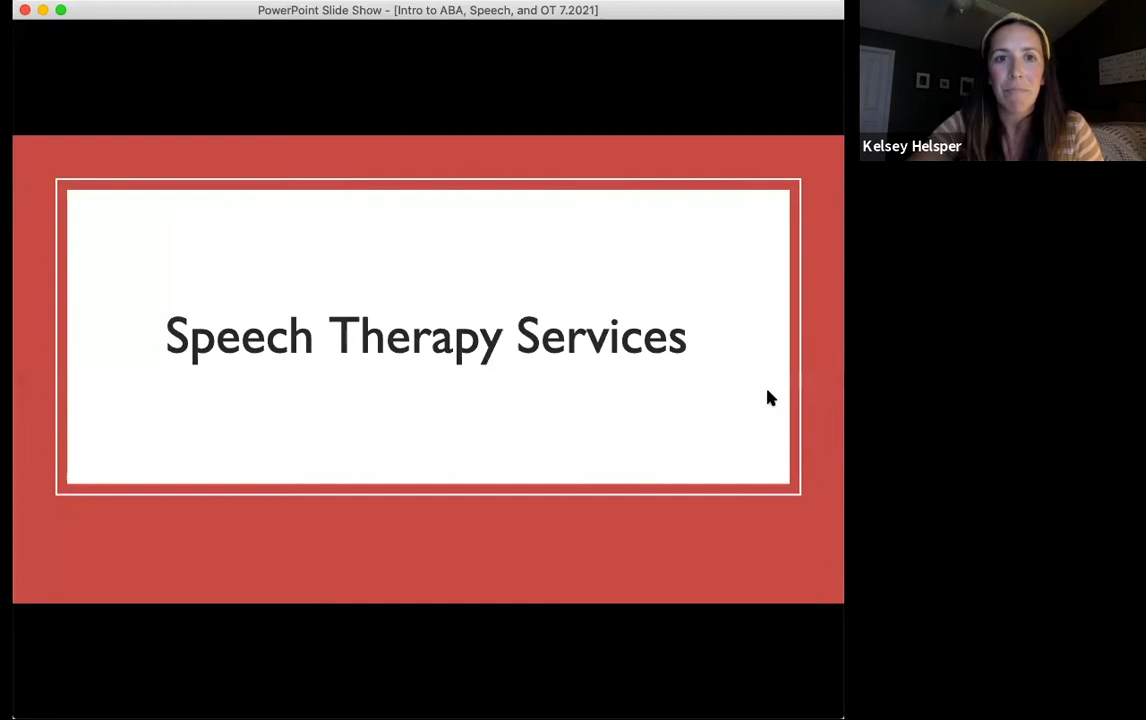 PowerPoint Slide Show - [Intro to ABA, Speech, and OT 7.2021]
Kelsey Helsper
Speech Therapy Services